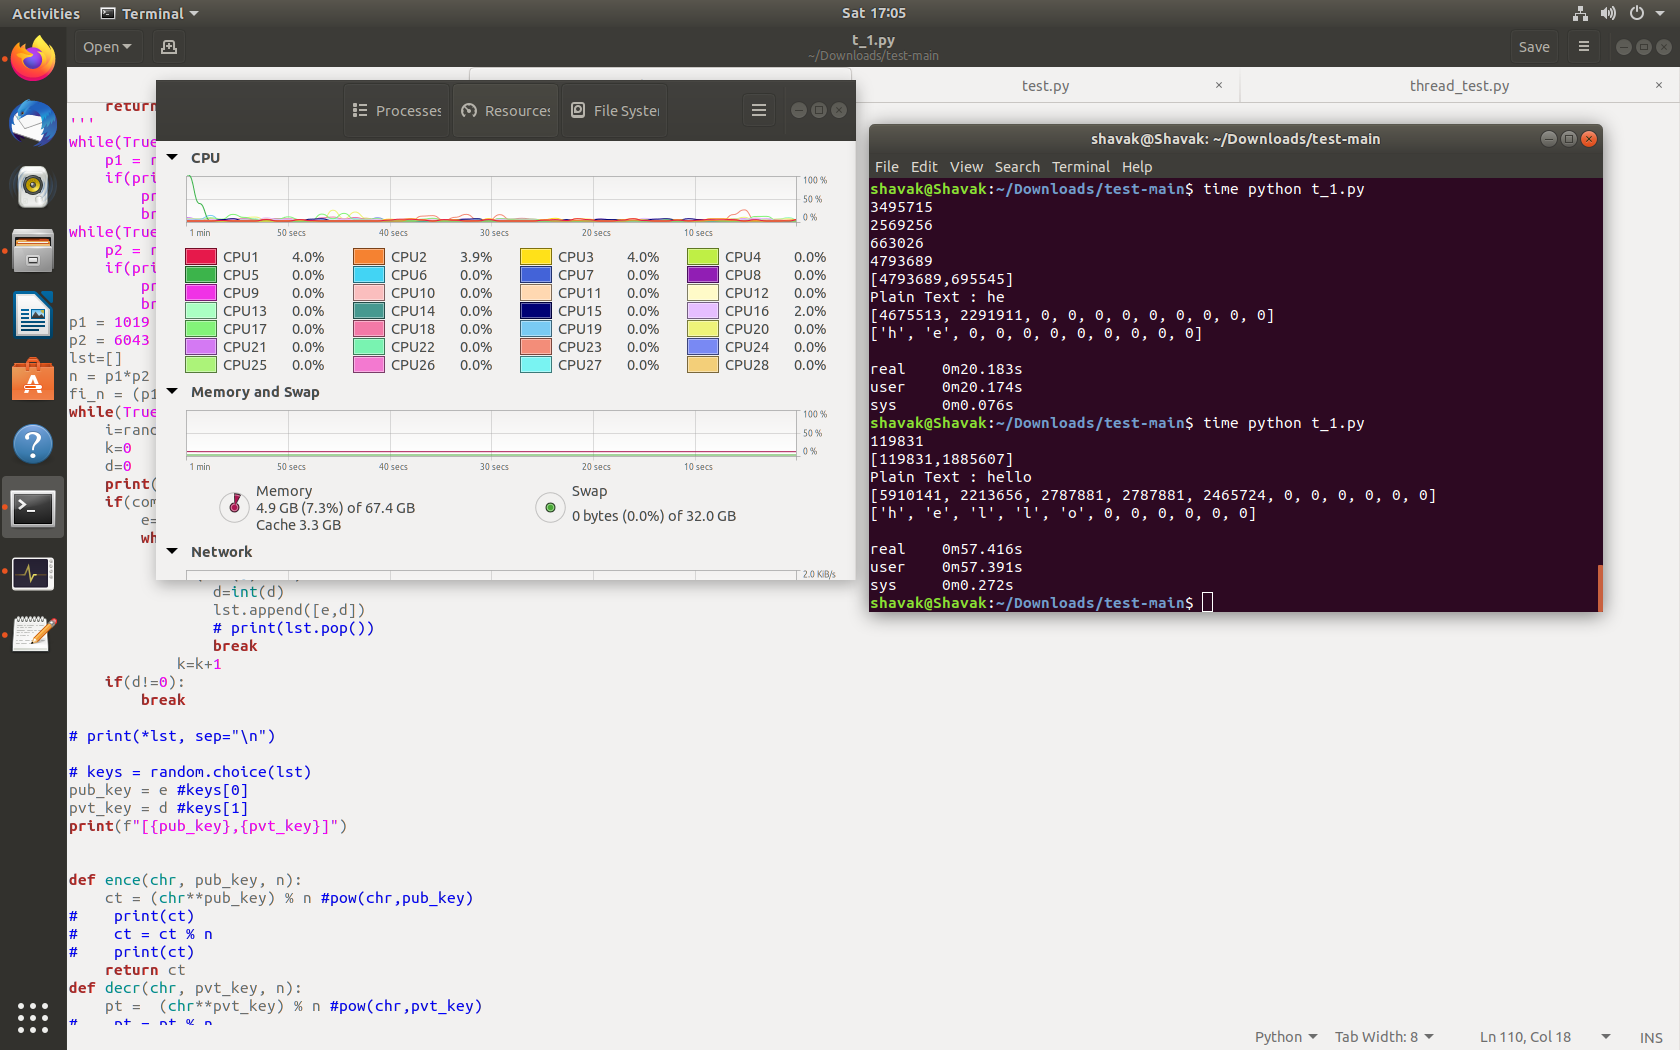 Activities Terminal Sat 17:05
Open t_1.py Save
~/Downloads/test-main
test.py × thread_test.py ×
return
'''
while(True
p1 = r
if(pri
pr
br
while(True
p2 = r
if(pri
pr
br
p1 = 1019
p2 = 6043
lst=[]
n = p1*p2
fi_n = (p1
while(True
i=rand
k=0
d=0
print(
if(com
e=
wh
d=int(d)
lst.append([e,d])
# print(lst.pop())
break
k=k+1
if(d!=0):
break
# print(*lst, sep="\n")
# keys = random.choice(lst)
pub_key = e #keys[0]
pvt_key = d #keys[1]
print(f"[{pub_key},{pvt_key}]")
def ence(chr, pub_key, n):
ct = (chr**pub_key) % n #pow(chr,pub_key)
# print(ct)
# ct = ct % n
# print(ct)
return ct
def decr(chr, pvt_key, n):
pt = (chr**pvt_key) % n #pow(chr,pvt_key)
# pt = pt % n
Python Tab Width: 8 Ln 110, Col 18 INS
Processes Resources File Syste
CPU
100 %
50 %
0 %
1 min 50 secs 40 secs 30 secs 20 secs 10 secs
CPU1 4.0% CPU2 3.9% CPU3 4.0% CPU4 0.0%
CPU5 0.0% CPU6 0.0% CPU7 0.0% CPU8 0.0%
CPU9 0.0% CPU10 0.0% CPU11 0.0% CPU12 0.0%
CPU13 0.0% CPU14 0.0% CPU15 0.0% CPU16 2.0%
CPU17 0.0% CPU18 0.0% CPU19 0.0% CPU20 0.0%
CPU21 0.0% CPU22 0.0% CPU23 0.0% CPU24 0.0%
CPU25 0.0% CPU26 0.0% CPU27 0.0% CPU28 0.0%
Memory and Swap
100 %
50 %
0 %
1 min 50 secs 40 secs 30 secs 20 secs 10 secs
Memory
4.9 GB (7.3%) of 67.4 GB
Cache 3.3 GB
Swap
0 bytes (0.0%) of 32.0 GB
Network
2.0 KiB/s
shavak@Shavak: ~/Downloads/test-main
File Edit View Search Terminal Help
shavak@Shavak:~/Downloads/test-main$ time python t_1.py
3495715
2569256
663026
4793689
[4793689,695545]
Plain Text : he
[4675513, 2291911, 0, 0, 0, 0, 0, 0, 0, 0, 0]
['h', 'e', 0, 0, 0, 0, 0, 0, 0, 0, 0]
real 0m20.183s
user 0m20.174s
sys 0m0.076s
shavak@Shavak:~/Downloads/test-main$ time python t_1.py
119831
[119831,1885607]
Plain Text : hello
[5910141, 2213656, 2787881, 2787881, 2465724, 0, 0, 0, 0, 0, 0]
['h', 'e', 'l', 'l', 'o', 0, 0, 0, 0, 0, 0]
real 0m57.416s
user 0m57.391s
sys 0m0.272s
shavak@Shavak:~/Downloads/test-main$